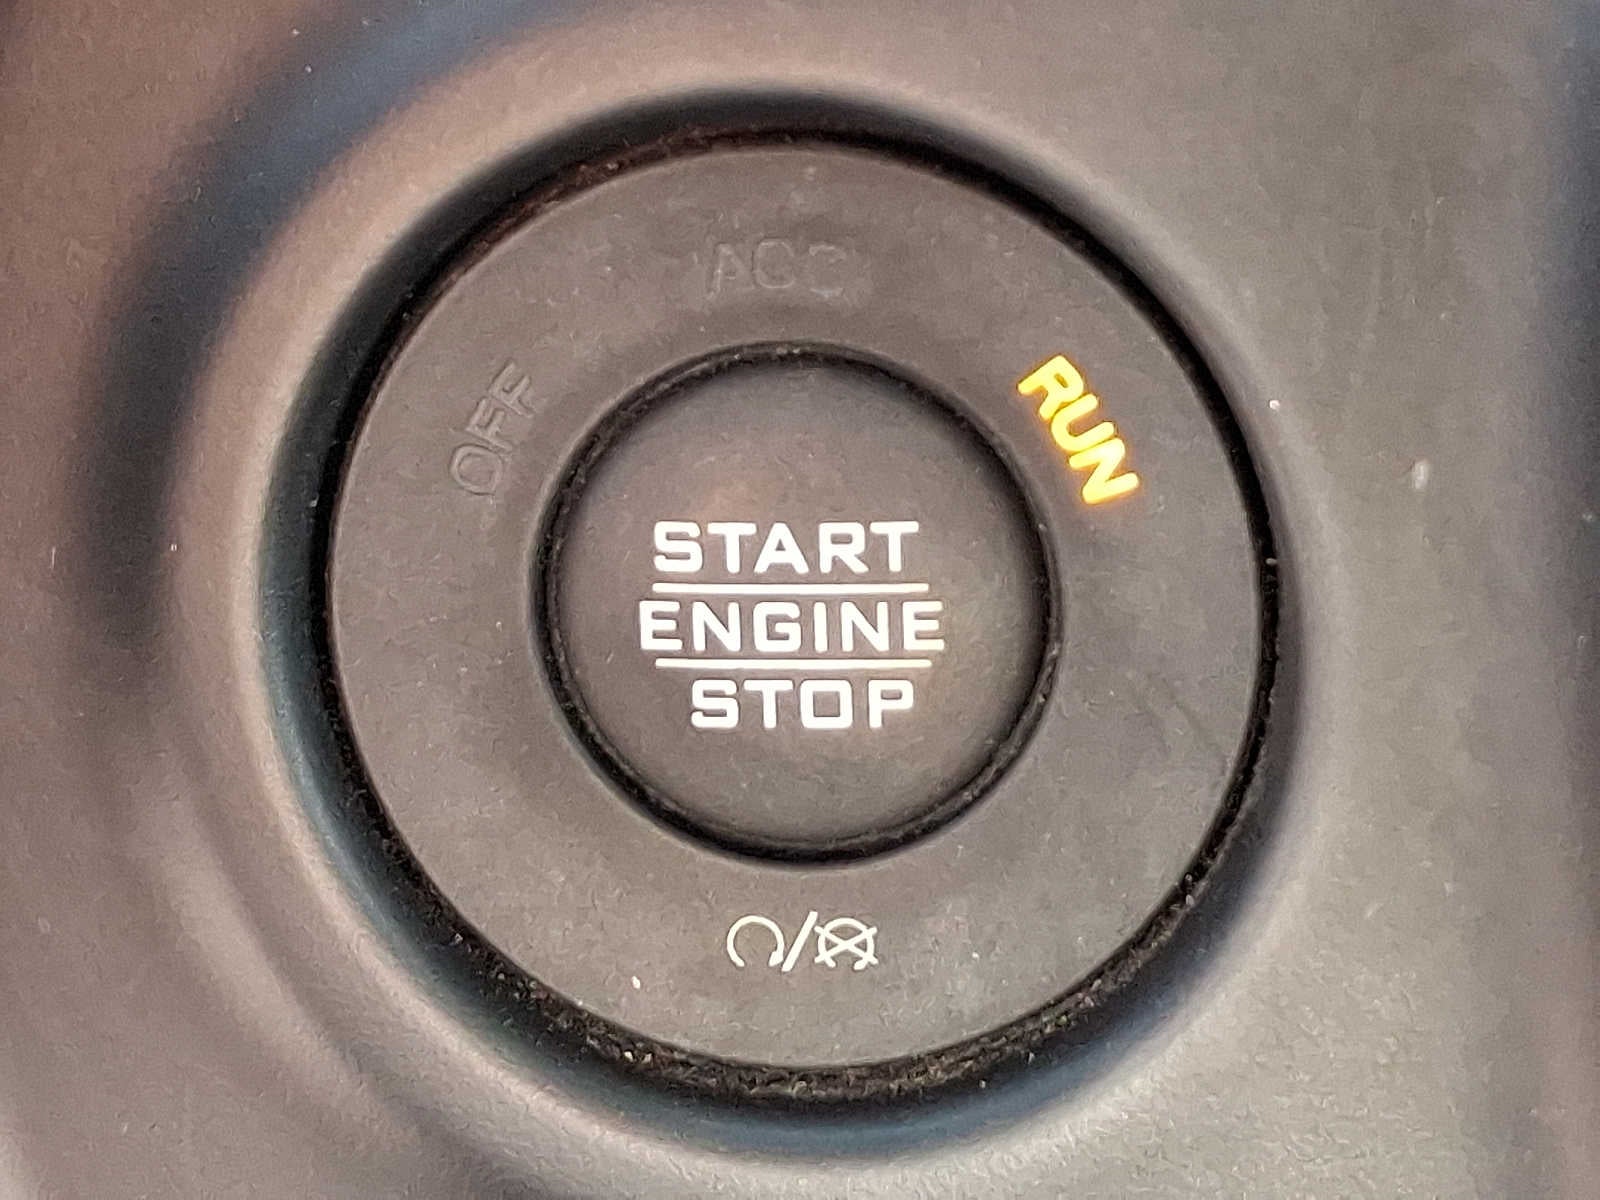 ACC
OFF
RUN
START
ENGINE
STOP